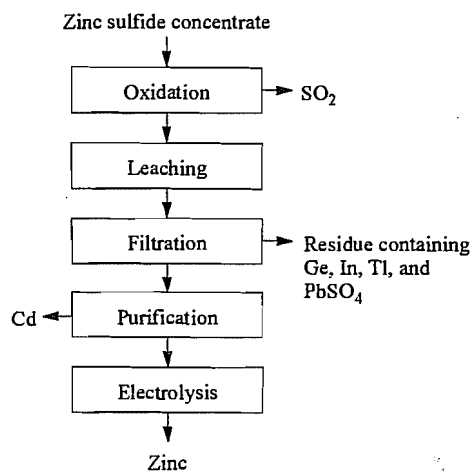 Zinc sulfide concentrate
Oxidation
SO2
Leaching
Filtration
Residue containing
Ge, In, Tl, and
PbSO4
Cd
Purification
Electrolysis
Zinc